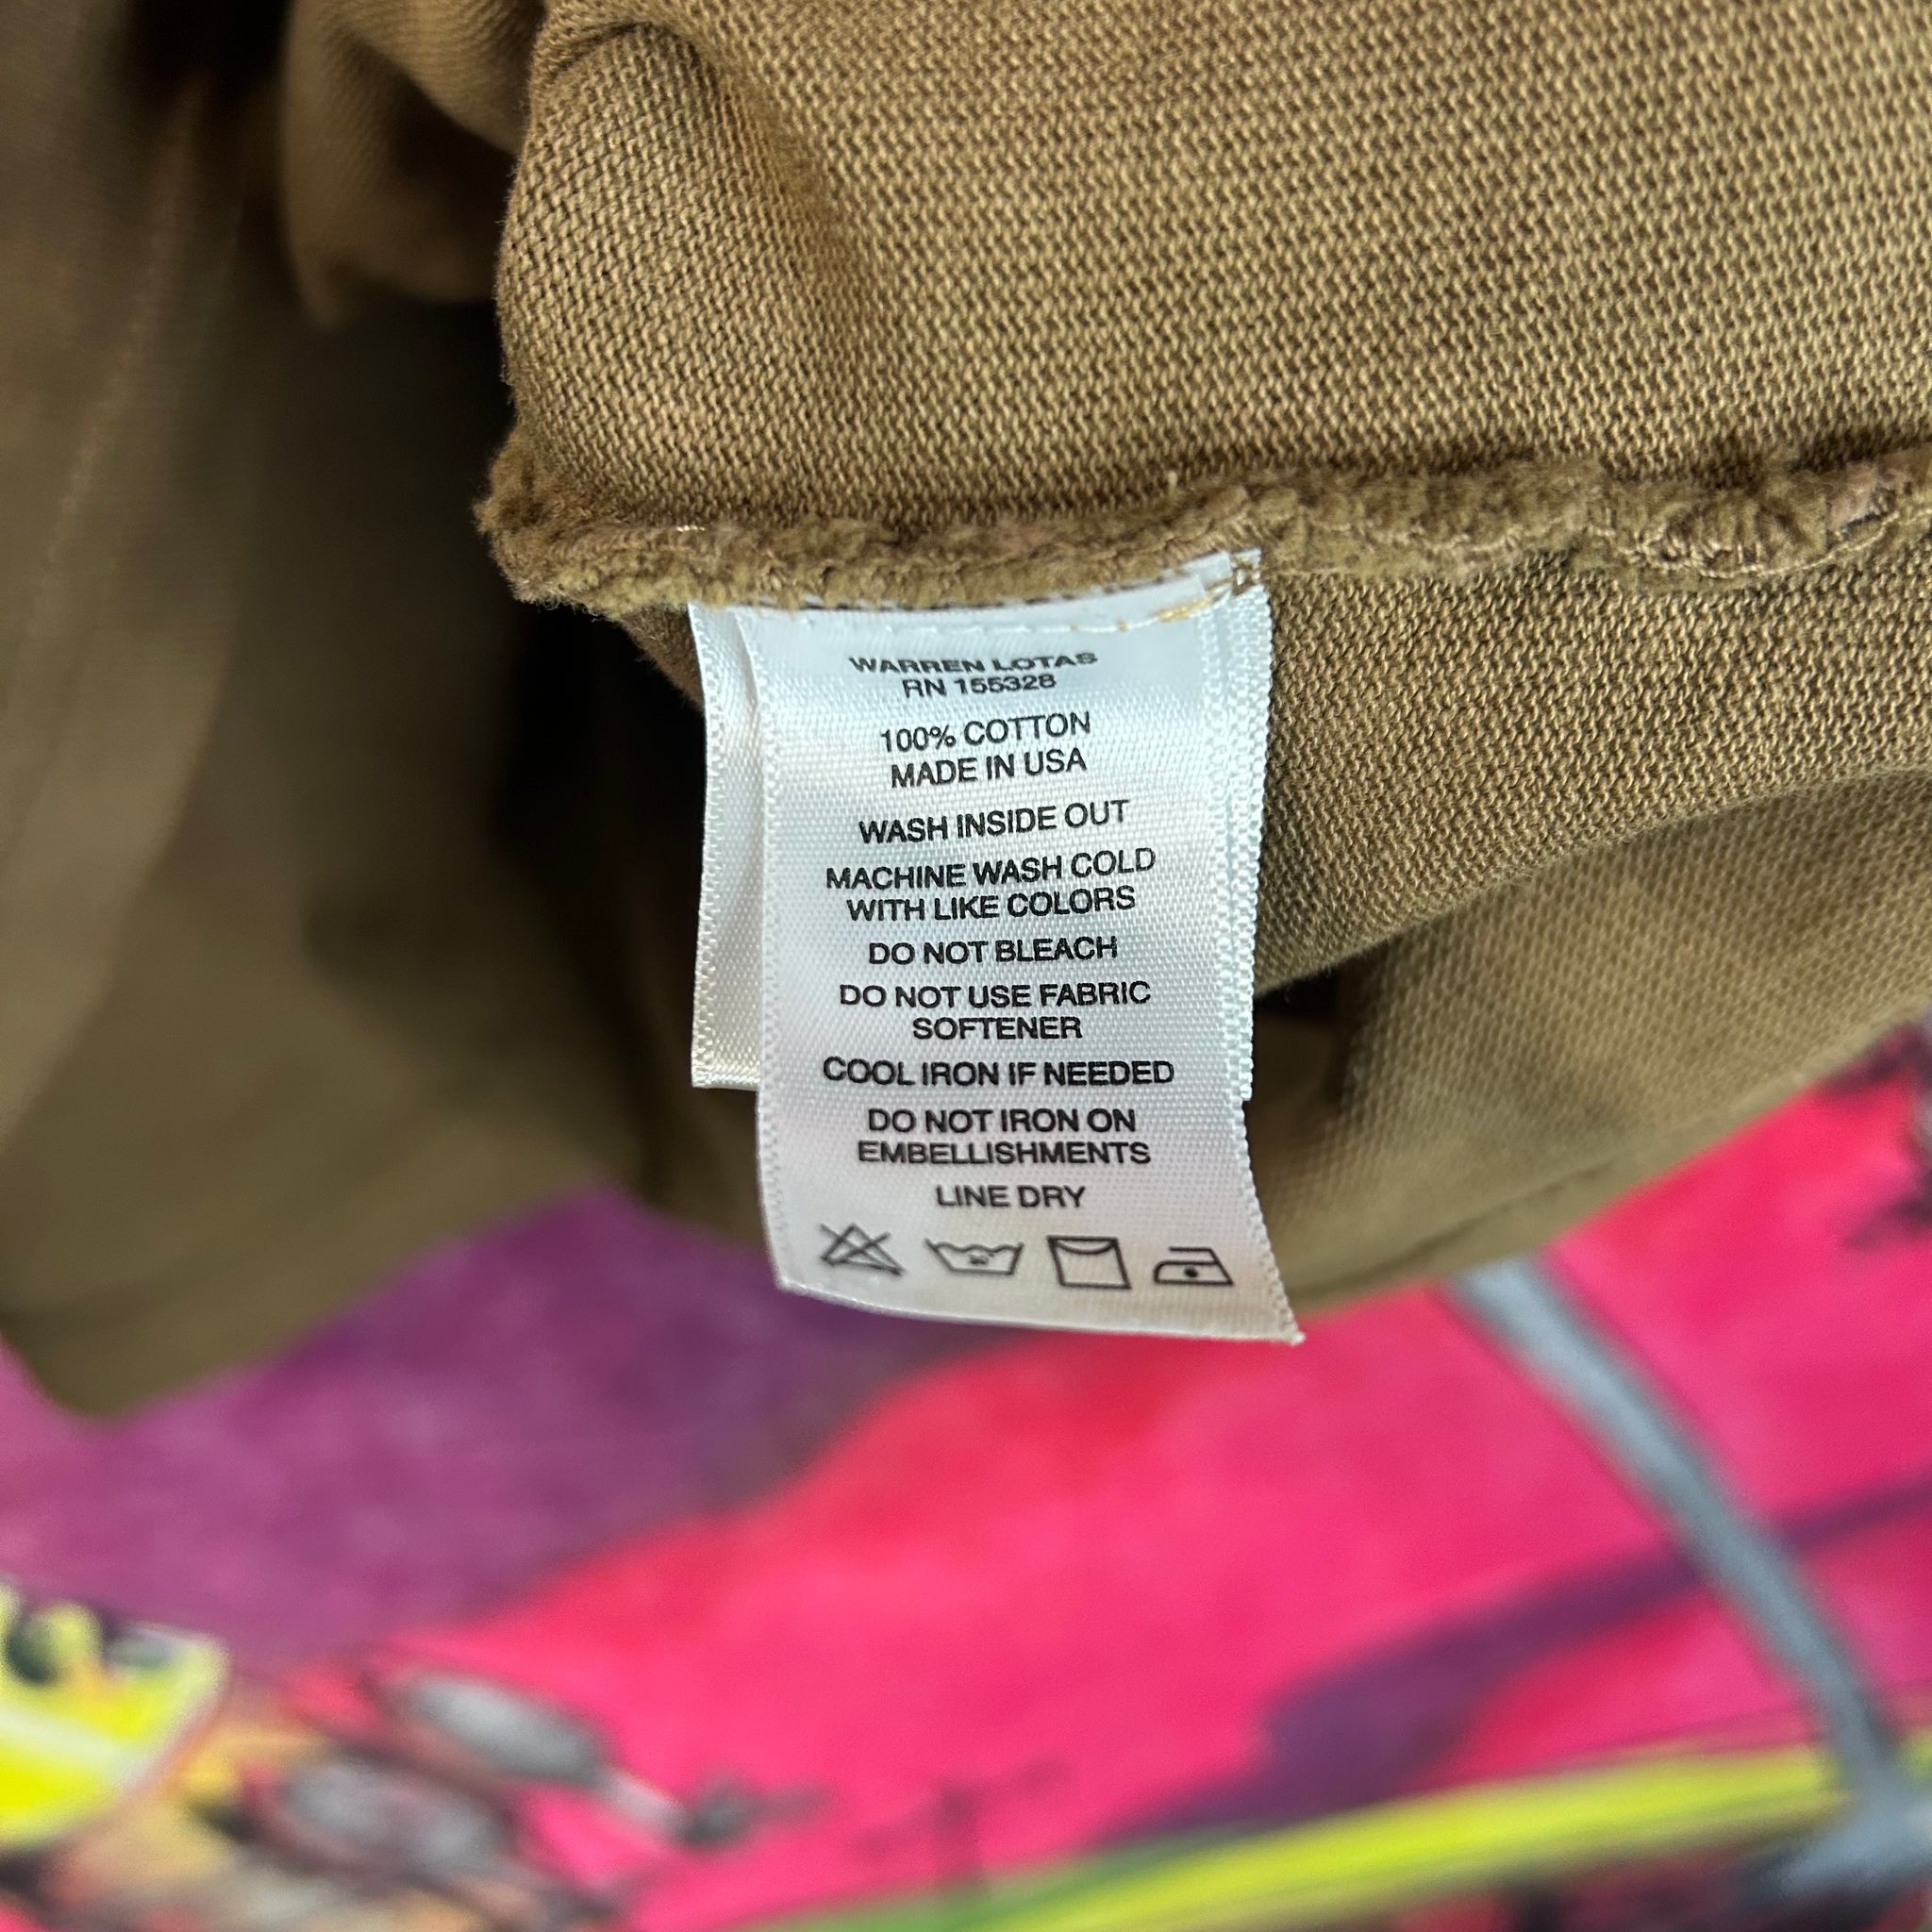 WARREN LOTAS
RN 155328
100% COTTON
MADE IN USA
WASH INSIDE OUT
MACHINE WASH COLD
WITH LIKE COLORS
DO NOT BLEACH
DO NOT USE FABRIC
SOFTENER
COOL IRON IF NEEDED
DO NOT IRON ON
EMBELLISHMENTS
LINE DRY